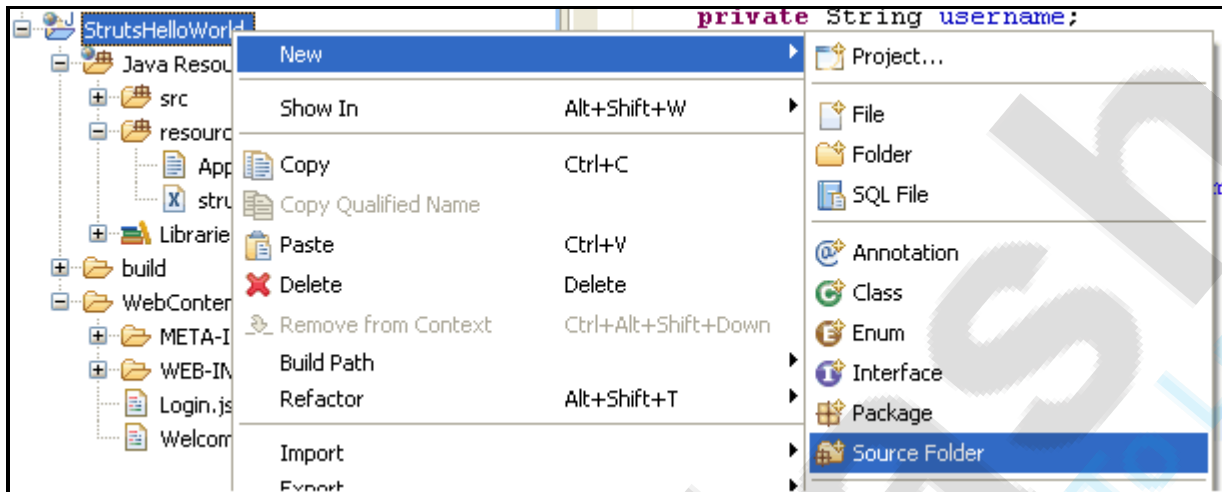 private String username;
StrutsHelloWorld
Java Resou
src
resourc
App
stru
Librarie
build
WebConten
META-I
WEB-IN
Login.js
Welcom
New
Show In Alt+Shift+W
Copy Ctrl+C
Copy Qualified Name
Paste Ctrl+V
Delete Delete
Remove from Context Ctrl+Alt+Shift+Down
Build Path
Refactor Alt+Shift+T
Import
Export
Project...
File
Folder
SQL File
Annotation
Class
Enum
Interface
Package
Source Folder